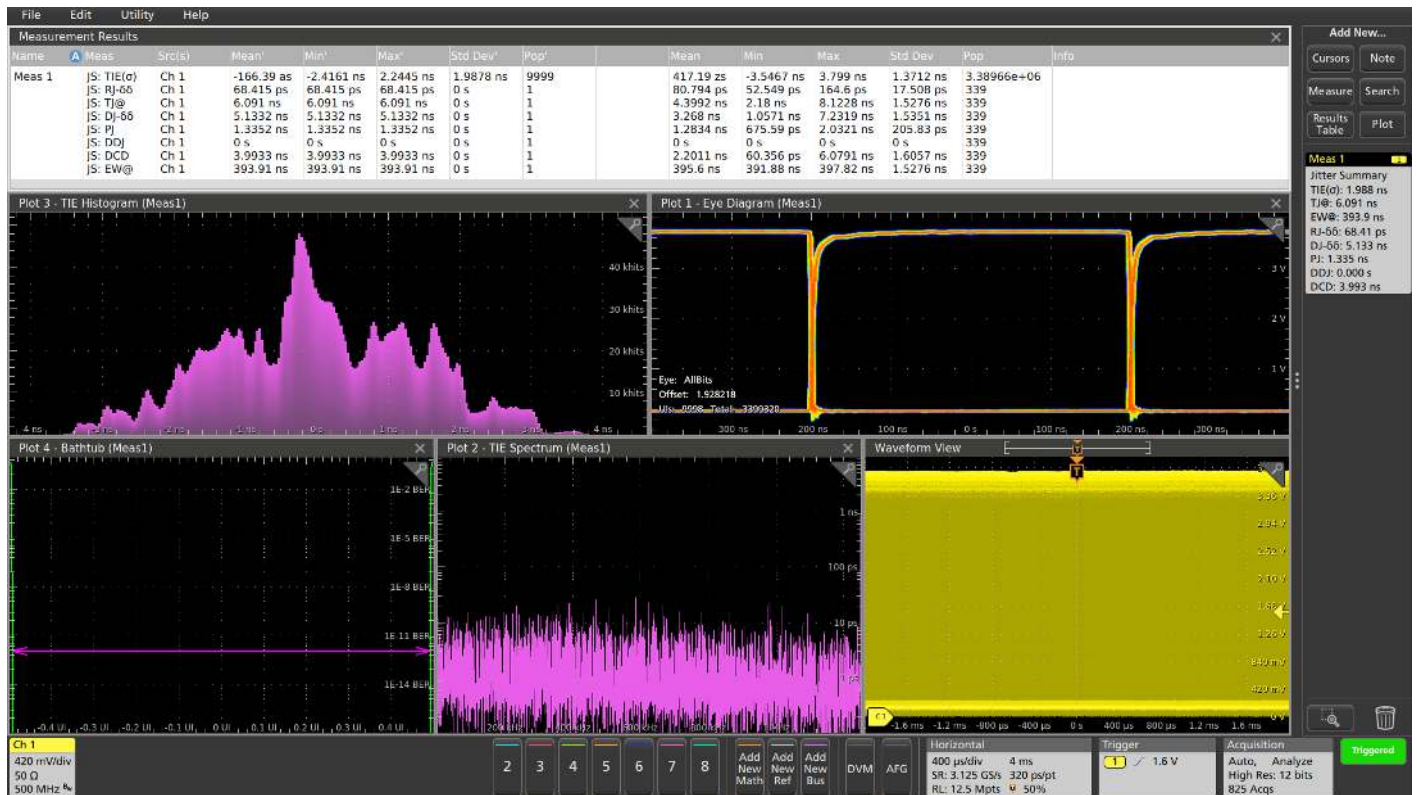 File Edit Utility Help
Measurement Results
Name Meas Src(s) Mean' Min' Max' Std Dev' Pop' Mean Min Max Std Dev Pop Info
Meas 1 JS: TIE(σ) Ch 1 -166.39 as -2.4161 ns 2.2445 ns 1.9878 ns 9999 417.19 zs -3.5467 ns 3.799 ns 1.3712 ns 3.38966e+06
JS: RJ-δδ Ch 1 68.415 ps 68.415 ps 68.415 ps 0 s 1 80.794 ps 52.549 ps 164.6 ps 17.508 ps 339
JS: TJ@ Ch 1 6.091 ns 6.091 ns 6.091 ns 0 s 1 4.3992 ns 2.18 ns 8.1228 ns 1.5276 ns 339
JS: DJ-δδ Ch 1 5.1332 ns 5.1332 ns 5.1332 ns 0 s 1 3.268 ns 1.0571 ns 7.2319 ns 1.5351 ns 339
JS: PJ Ch 1 1.3352 ns 1.3352 ns 1.3352 ns 0 s 1 1.2834 ns 675.59 ps 2.0321 ns 205.83 ps 339
JS: DDJ Ch 1 0 s 0 s 0 s 0 s 1 0 s 0 s 0 s 0 s 339
JS: DCD Ch 1 3.9933 ns 3.9933 ns 3.9933 ns 0 s 1 2.2011 ns 60.356 ps 6.0791 ns 1.6057 ns 339
JS: EW@ Ch 1 393.91 ns 393.91 ns 393.91 ns 0 s 1 395.6 ns 391.88 ns 397.82 ns 1.5276 ns 339
Plot 3 - TIE Histogram (Meas1)
40 khits
30 khits
20 khits
10 khits
Plot 1 - Eye Diagram (Meas1)
3 V
2 V
1 V
Eye: AllBits
Offset: 1.928218
300 ns 200 ns 100 ns 0 s 100 ns 200 ns 300 ns
Plot 4 - Bathtub (Meas1)
1E-2 BER
1E-5 BER
1E-8 BER
1E-11 BER
1E-14 BER
-0.4 UI -0.3 UI -0.2 UI -0.1 UI 0 UI 0.1 UI 0.2 UI 0.3 UI 0.4 UI
Plot 2 - TIE Spectrum (Meas1)
1 ns
100 ps
10 ps
1 ps
Waveform View
T
T
2.94 V
2.52 V
1.26 V
840 mV
420 mV
0 V
C1
-1.6 ms -1.2 ms -800 µs -400 µs 0 s 400 µs 800 µs 1.2 ms 1.6 ms
Add New...
Cursors Note
Measure Search
Results Table Plot
Meas 1 1
Jitter Summary
TIE(σ): 1.988 ns
TJ@: 6.091 ns
EW@: 393.9 ns
RJ-δδ: 68.41 ps
DJ-δδ: 5.133 ns
PJ: 1.335 ns
DDJ: 0.000 s
DCD: 3.993 ns
Ch 1
420 mV/div
50 Ω
500 MHz Bw
2 3 4 5 6 7 8
Add New Math
Add New Ref
Add New Bus
DVM AFG
Horizontal
400 µs/div 4 ms
SR: 3.125 GS/s 320 ps/pt
RL: 12.5 Mpts 50%
Trigger
1 1.6 V
Acquisition
Auto, Analyze
High Res: 12 bits
825 Acqs
Triggered